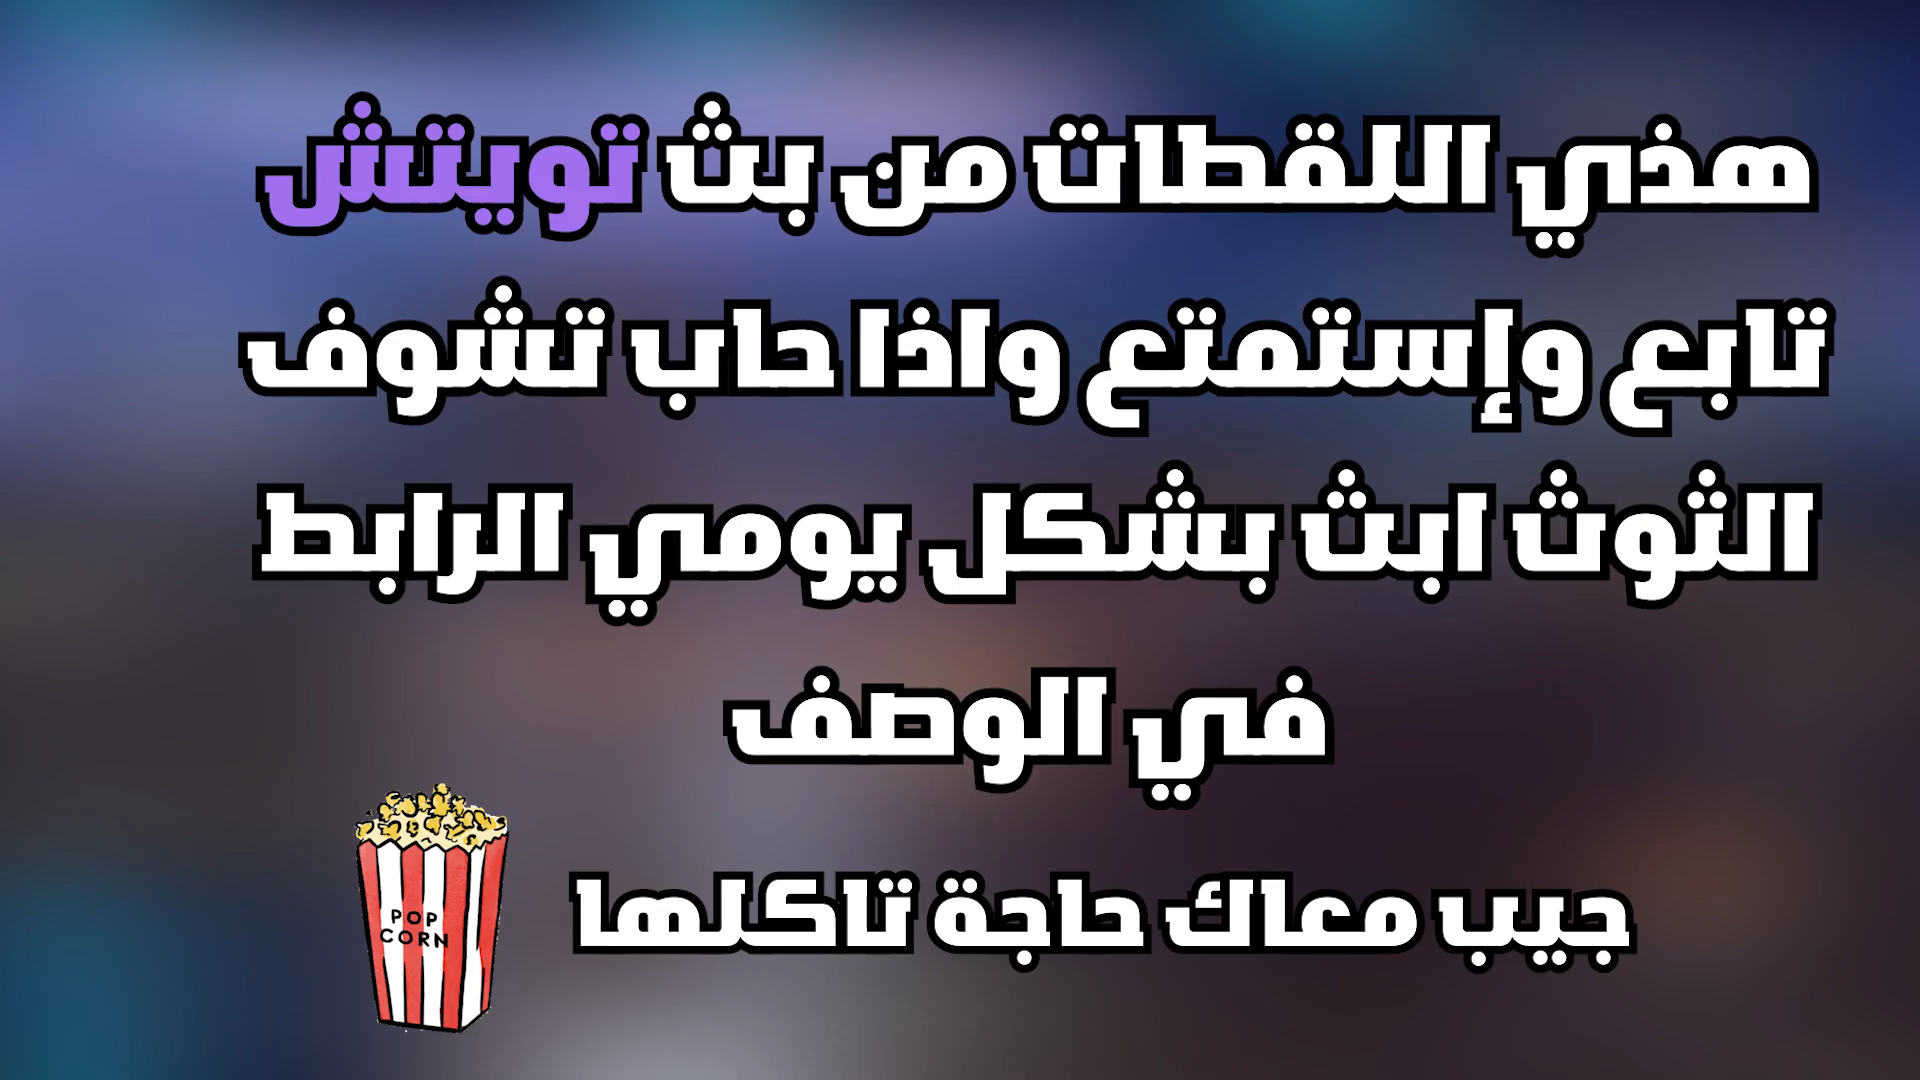 هذي اللقطات من بث تويتش
تابع وإستمتع واذا حاب تشوف
الثوث ابث بشكل يومي الرابط
في الوصف
جيب معاك حاجة تاكلها
POP
CORN